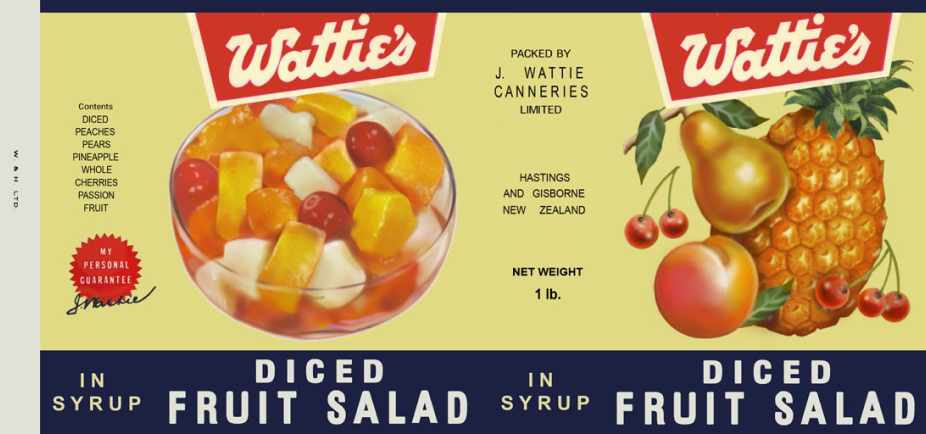 W. & H. LTD
Wattie's
Contents
DICED
PEACHES
PEARS
PINEAPPLE
WHOLE
CHERRIES
PASSION
FRUIT
MY
PERSONAL
GUARANTEE
J Wattie
IN
SYRUP
DICED
FRUIT SALAD
PACKED BY
J. WATTIE
CANNERIES
LIMITED
HASTINGS
AND GISBORNE
NEW ZEALAND
NET WEIGHT
1 lb.
IN
SYRUP
Wattie's
DICED
FRUIT SALAD